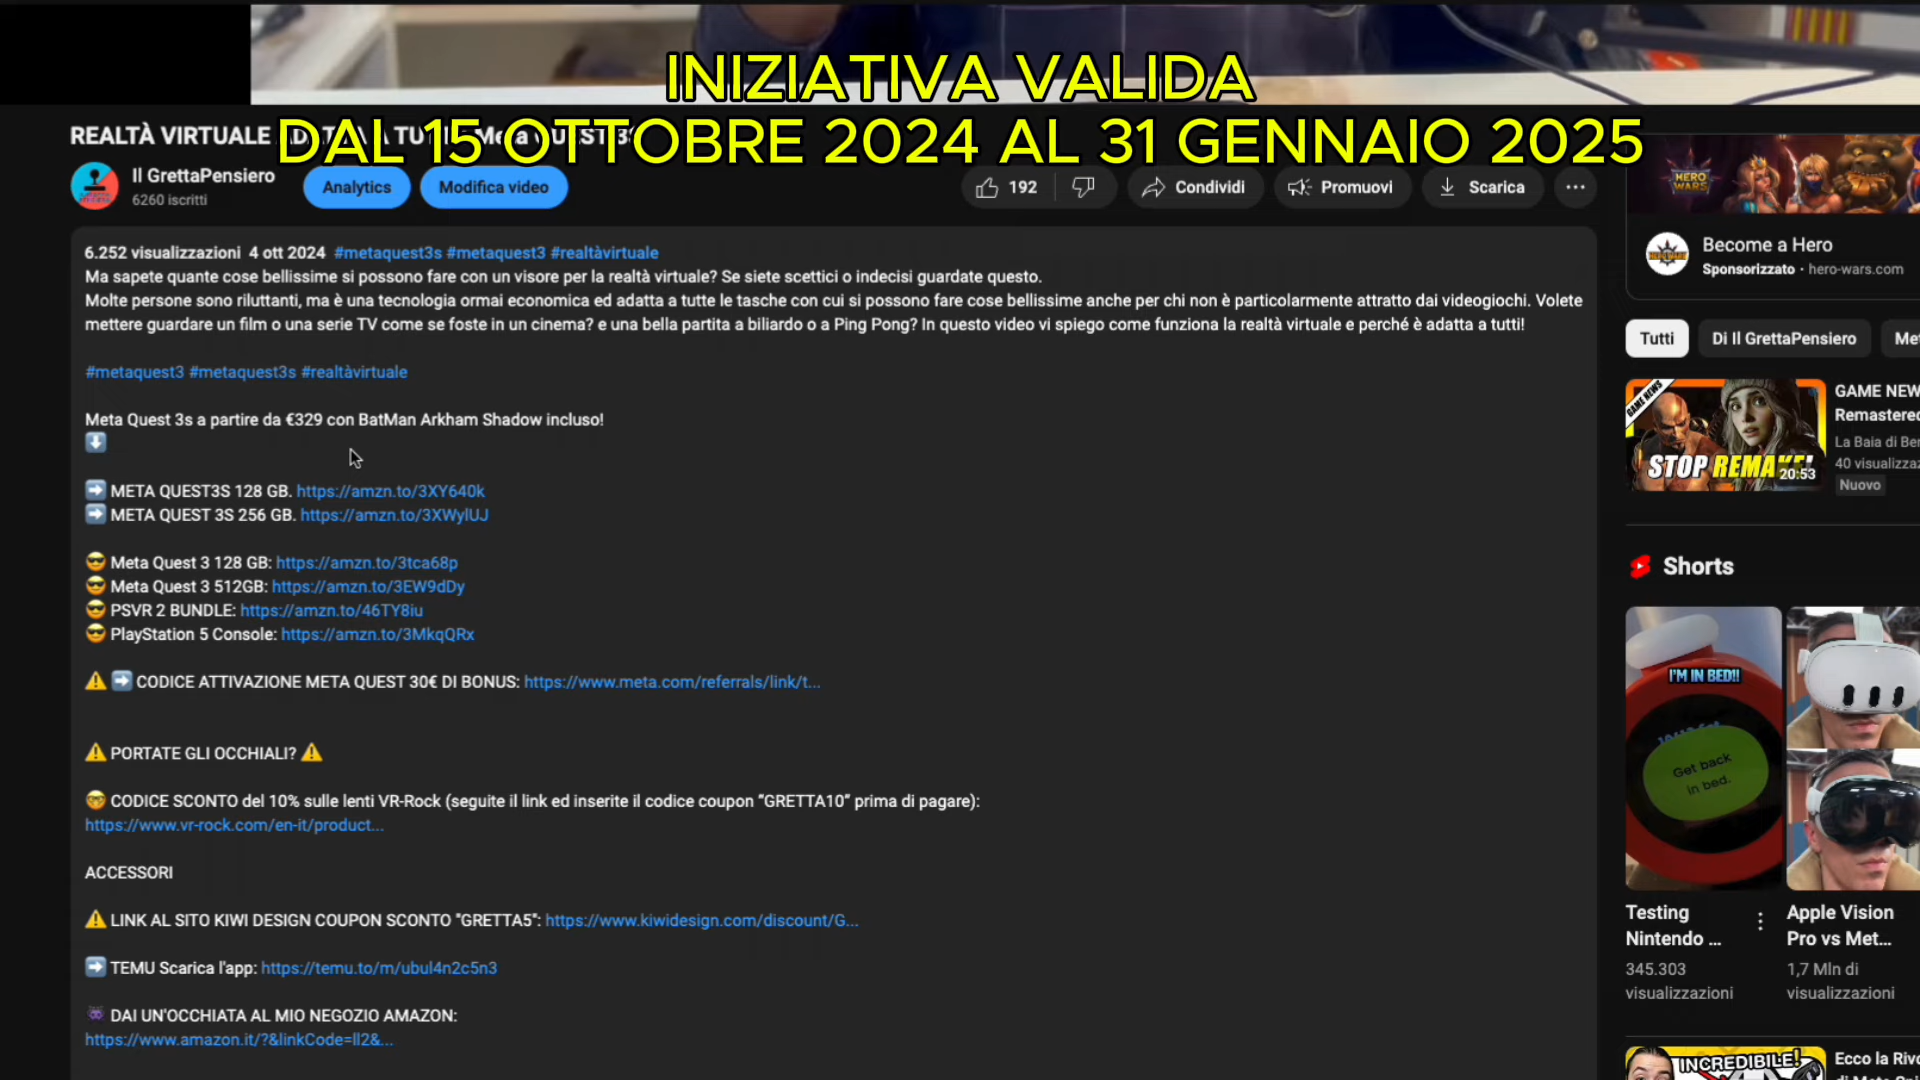 INIZIATIVA VALIDA
DAL 15 OTTOBRE 2024 AL 31 GENNAIO 2025
REALTÀ VIRTUALE
Il GrettaPensiero
6260 iscritti
Analytics
Modifica video
192
Condividi
Promuovi
Scarica
6.252 visualizzazioni 4 ott 2024 #metaquest3s #metaquest3 #realtàvirtuale
Ma sapete quante cose bellissime si possono fare con un visore per la realtà virtuale? Se siete scettici o indecisi guardate questo.
Molte persone sono riluttanti, ma è una tecnologia ormai economica ed adatta a tutte le tasche con cui si possono fare cose bellissime anche per chi non è particolarmente attratto dai videogiochi. Volete
mettere guardare un film o una serie TV come se foste in un cinema? e una bella partita a biliardo o a Ping Pong? In questo video vi spiego come funziona la realtà virtuale e perché è adatta a tutti!
#metaquest3 #metaquest3s #realtàvirtuale
Meta Quest 3s a partire da €329 con BatMan Arkham Shadow incluso!
⬇️
➡️ META QUEST3S 128 GB. https://amzn.to/3XY640k
➡️ META QUEST 3S 256 GB. https://amzn.to/3XWylUJ
😎 Meta Quest 3 128 GB: https://amzn.to/3tca68p
😎 Meta Quest 3 512GB: https://amzn.to/3EW9dDy
😎 PSVR 2 BUNDLE: https://amzn.to/46TY8iu
😎 PlayStation 5 Console: https://amzn.to/3MkqQRx
⚠️ ➡️ CODICE ATTIVAZIONE META QUEST 30€ DI BONUS: https://www.meta.com/referrals/link/t...
⚠️ PORTATE GLI OCCHIALI? ⚠️
🤓 CODICE SCONTO del 10% sulle lenti VR-Rock (seguite il link ed inserite il codice coupon “GRETTA10” prima di pagare):
https://www.vr-rock.com/en-it/product...
ACCESSORI
⚠️ LINK AL SITO KIWI DESIGN COUPON SCONTO "GRETTA5": https://www.kiwidesign.com/discount/G...
➡️ TEMU Scarica l'app: https://temu.to/m/ubul4n2c5n3
👾 DAI UN'OCCHIATA AL MIO NEGOZIO AMAZON:
https://www.amazon.it/?&linkCode=ll2&...
HERO
WARS
Become a Hero
Sponsorizzato · hero-wars.com
Tutti
Di Il GrettaPensiero
Met
GAME NEWS
STOP REMAKE!
20:53
GAME NEW
Remastered
La Baia di Ber
40 visualizzaz
Nuovo
Shorts
I'M IN BED!!
Get back
in bed.
Testing
Nintendo ...
345.303
visualizzazioni
Apple Vision
Pro vs Met...
1,7 Mln di
visualizzazioni
INCREDIBILE!
Ecco la Rivo